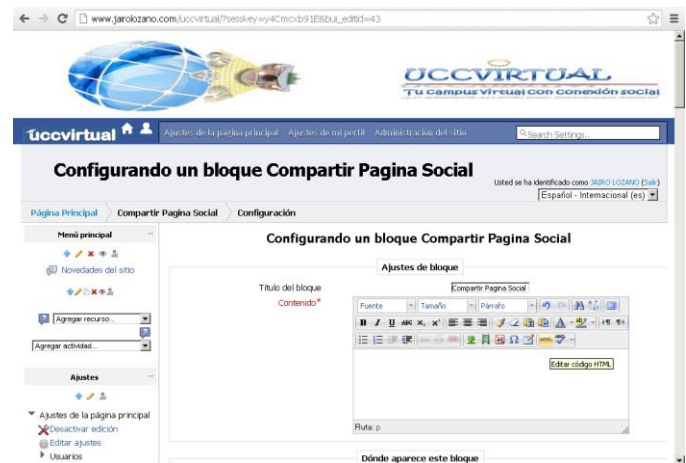 www.jairolozano.com/uccvirtual/?sesskey=y4Cmcxb91E&bui_editid=43
UCCVIRTUAL
Tu campus virtual con conexión social
uccvirtual
Ajustes de la página principal Ajustes de mi perfil Administración del sitio
Search Settings..
Configurando un bloque Compartir Pagina Social
Usted se ha identificado como JAIRO LOZANO (Salir)
Español - Internacional (es)
Página Principal Compartir Pagina Social Configuración
Menú principal
Configurando un bloque Compartir Pagina Social
Novedades del sitio
Ajustes de bloque
Título del bloque
Compartir Pagina Social
Contenido*
Fuente Tamaño Párrafo
Agregar recurso...
Agregar actividad...
Editar código HTML
Ajustes
Ajustes de la página principal
Desactivar edición
Ruta: p
Editar ajustes
Usuarios
Dónde aparece este bloque